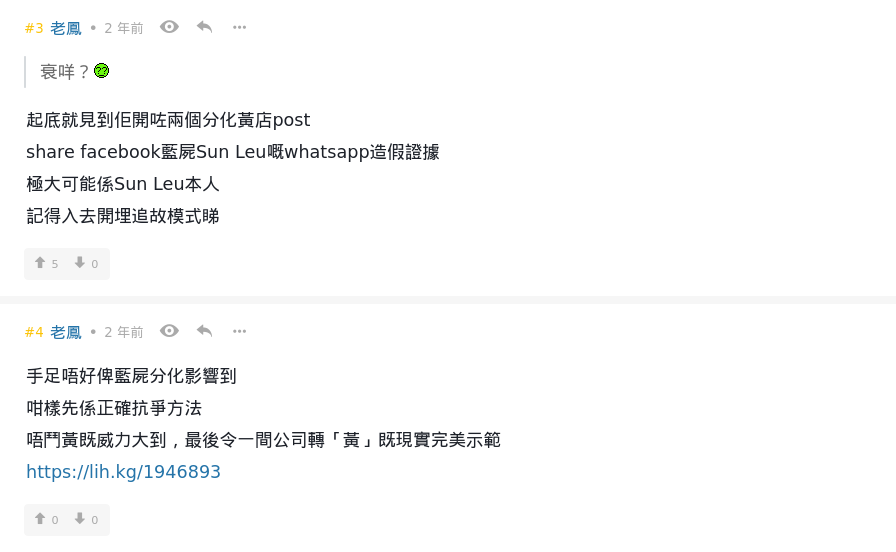 #3 老鳳 • 2 年前
衰咩？
起底就見到佢開咗兩個分化黃店post
share facebook藍屍Sun Leu嘅whatsapp造假證據
極大可能係Sun Leu本人
記得入去開埋追故模式睇
5 0
#4 老鳳 • 2 年前
手足唔好俾藍屍分化影響到
咁樣先係正確抗爭方法
唔鬥黃既威力大到，最後令一間公司轉「黃」既現實完美示範
https://lih.kg/1946893
0 0